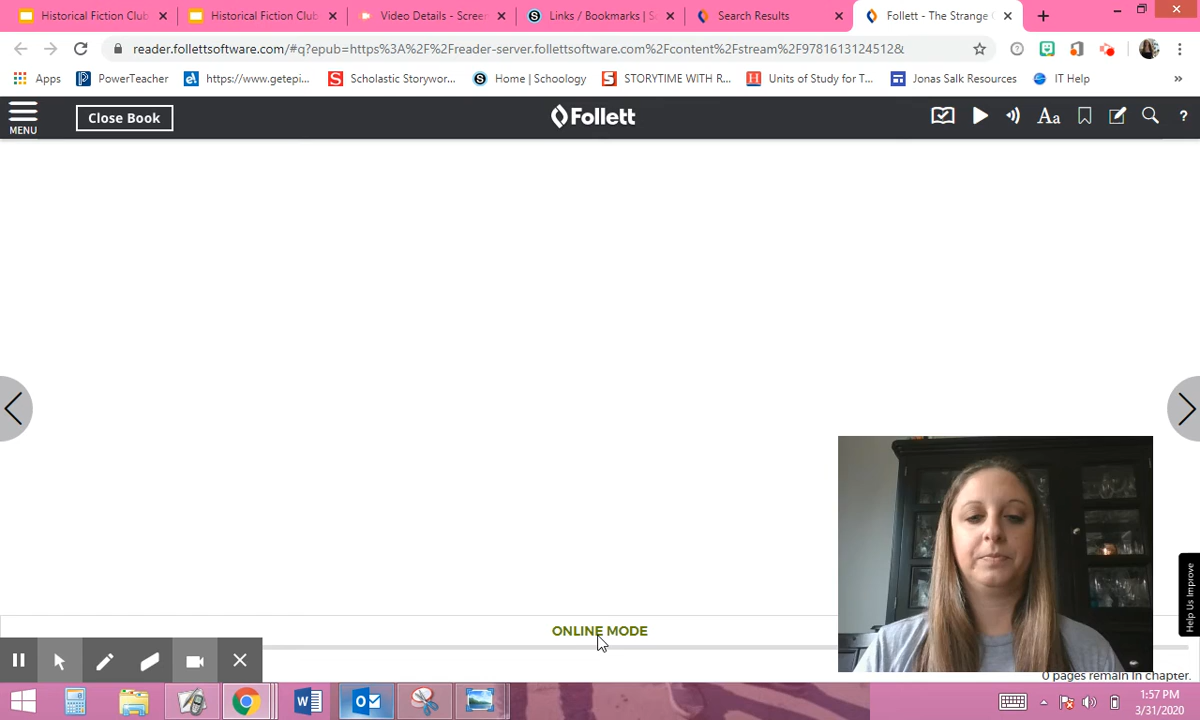 Historical Fiction Club
Historical Fiction Club
Video Details - Screen
Links / Bookmarks | S
Search Results
Follett - The Strange
reader.follettsoftware.com/#q?epub=https%3A%2F%2Freader-server.follettsoftware.com%2Fcontent%2Fstream%2F9781613124512&
Apps
PowerTeacher
https://www.getepi...
Scholastic Storywor...
Home | Schoology
STORYTIME WITH R...
Units of Study for T...
Jonas Salk Resources
IT Help
»
MENU
Close Book
Follett
Aa
?
Help Us Improve
ONLINE MODE
0 pages remain in chapter.
1:57 PM
3/31/2020